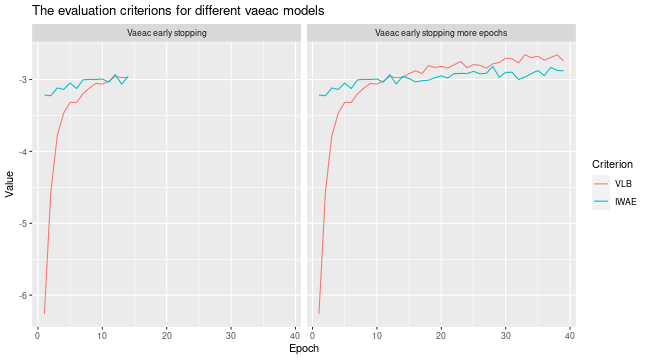 The evaluation criterions for different vaeac models
Vaeac early stopping
Vaeac early stopping more epochs
Value
-3
-4
-5
-6
0 10 20 30 40
0 10 20 30 40
Epoch
Criterion
VLB
IWAE